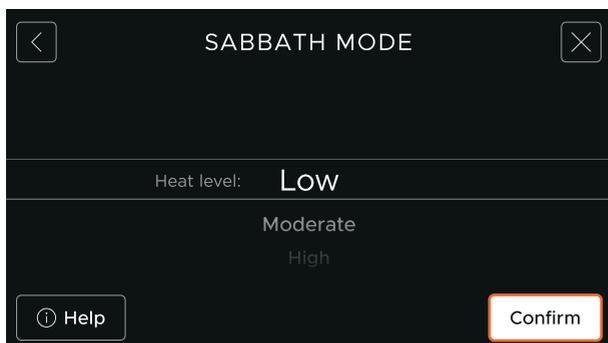 SABBATH MODE
Heat level: Low
Moderate
High
Help
Confirm